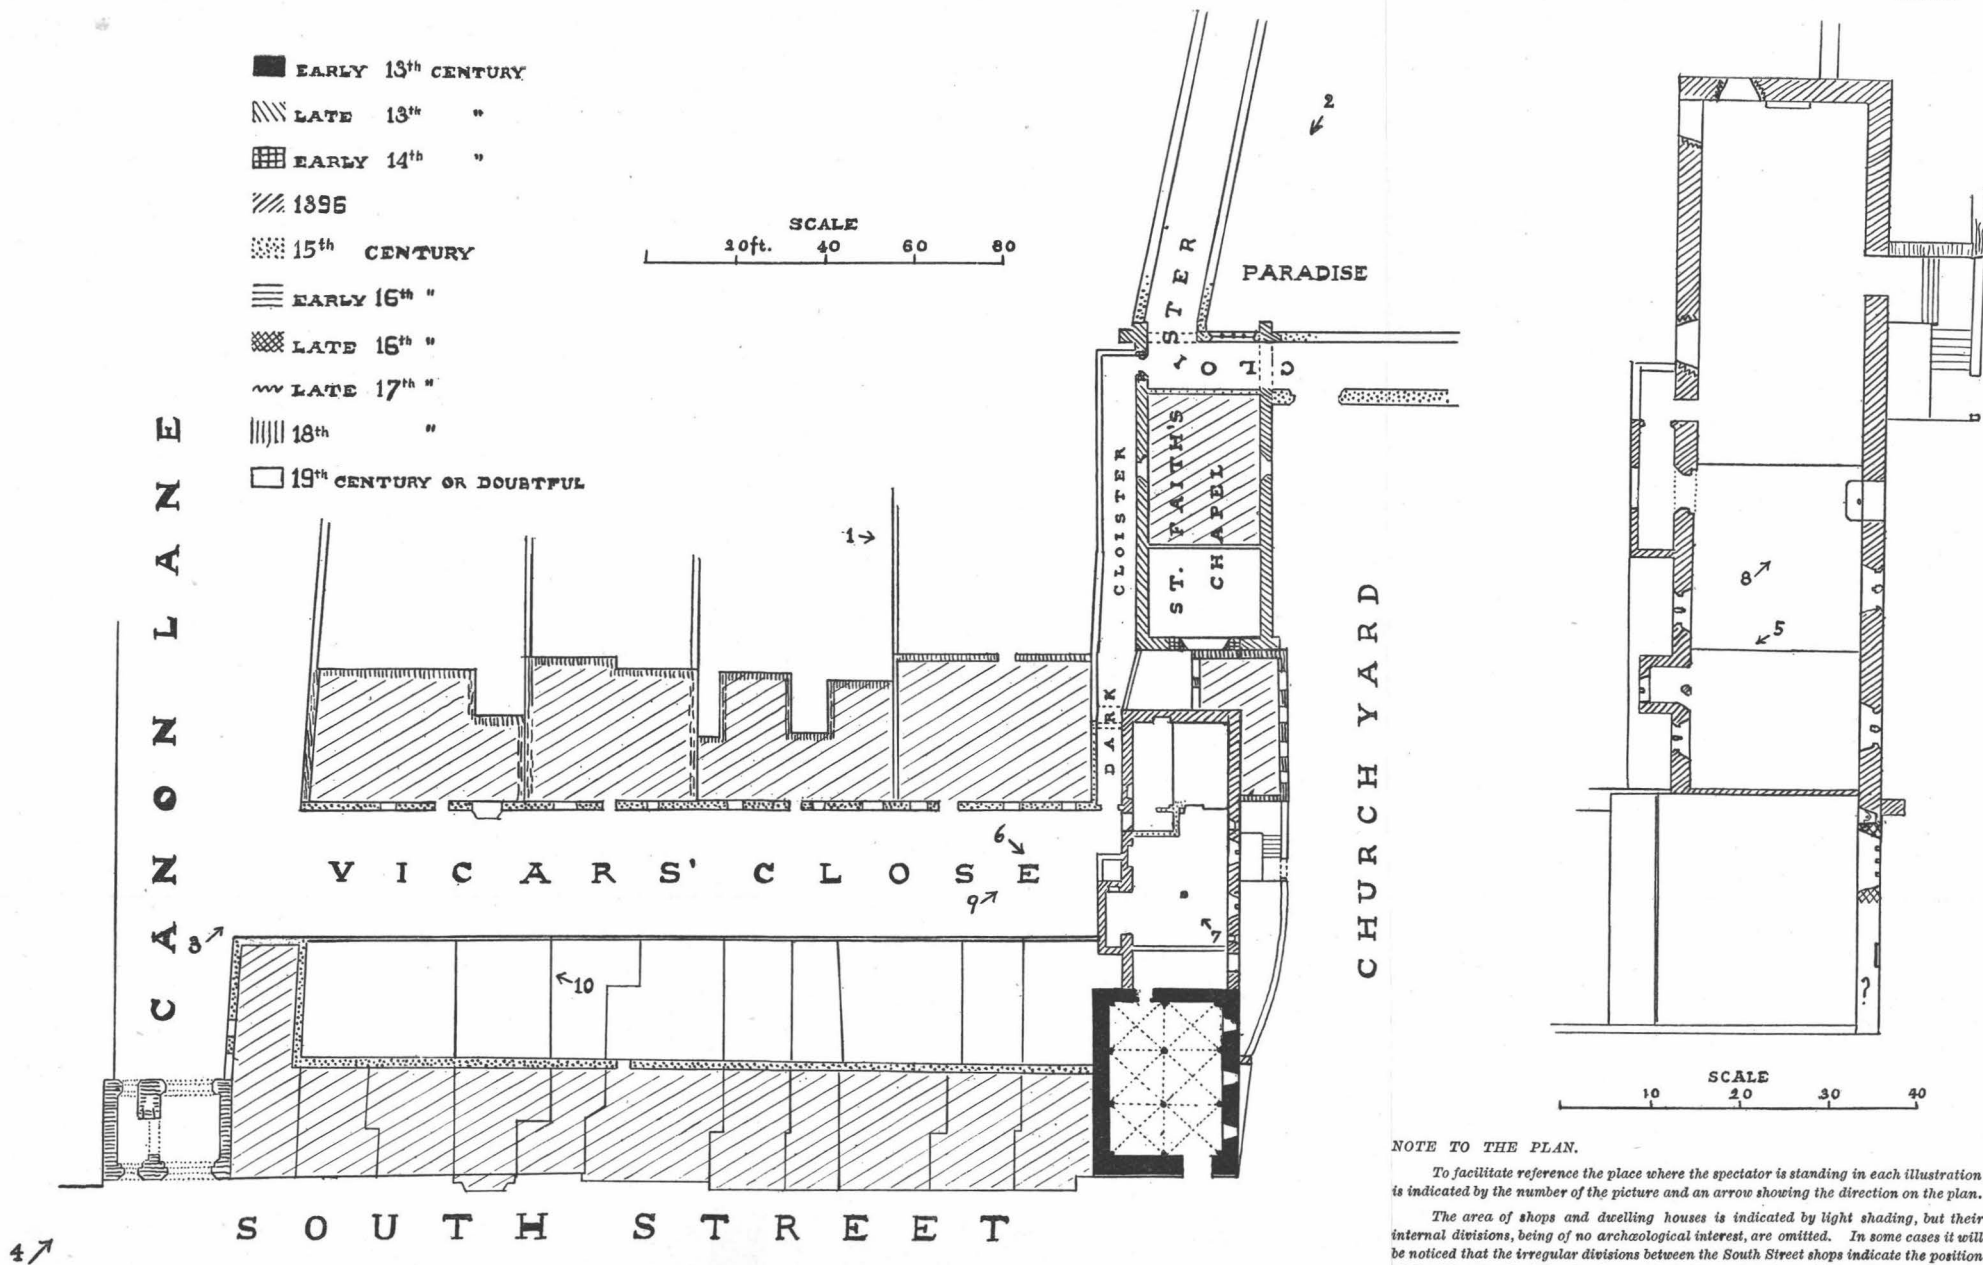 EARLY 13th CENTURY
LATE 13th "
EARLY 14th "
1396
15th CENTURY
EARLY 16th "
LATE 16th "
LATE 17th "
18th "
19th CENTURY OR DOUBTFUL
SCALE
20ft. 40 60 80
2
PARADISE
CLOISTER
1
DARK CLOISTER
ST. FAITH'S
CHAPEL
CHURCH YARD
CANON LANE
VICARS' CLOSE
6
9
3
10
7
SOUTH STREET
4
8
5
?
SCALE
10 20 30 40
NOTE TO THE PLAN.
To facilitate reference the place where the spectator is standing in each illustration
is indicated by the number of the picture and an arrow showing the direction on the plan.
The area of shops and dwelling houses is indicated by light shading, but their
internal divisions, being of no archæological interest, are omitted. In some cases it will
be noticed that the irregular divisions between the South Street shops indicate the position